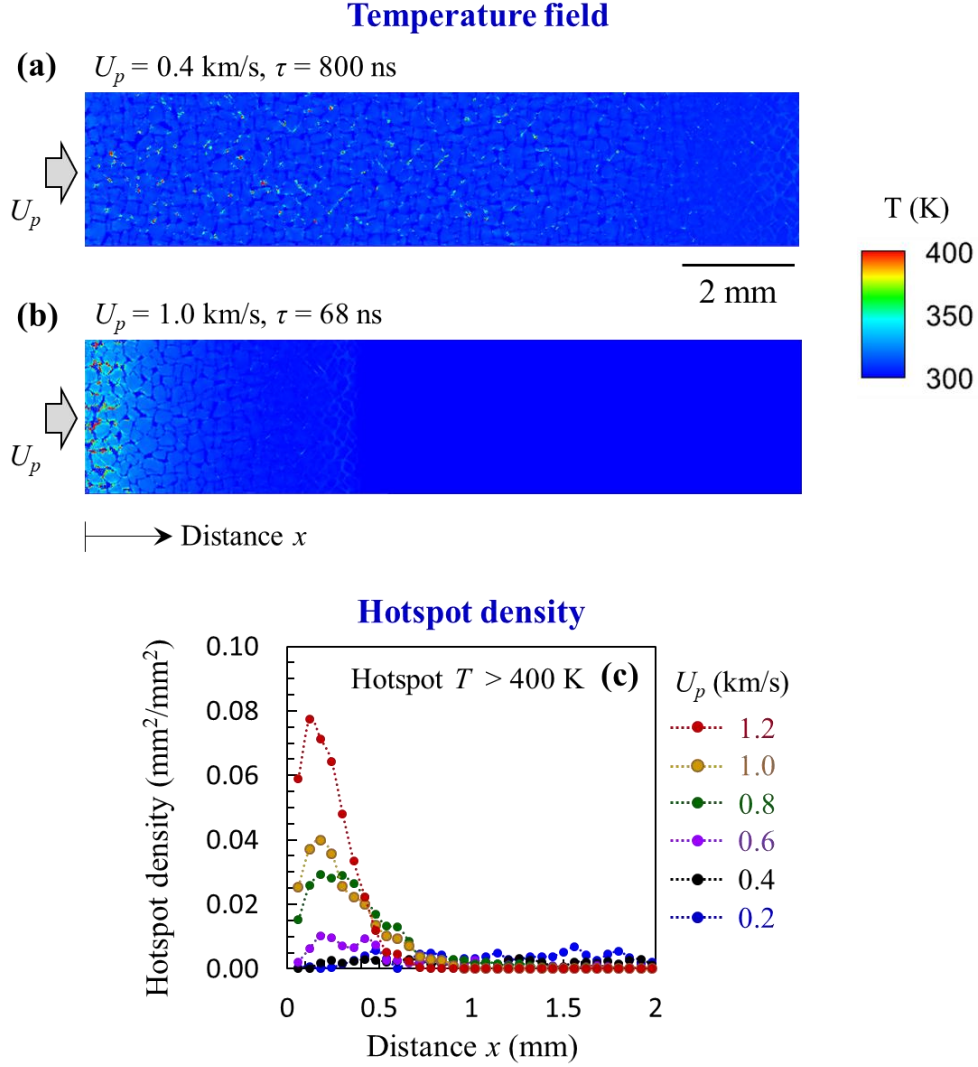 Temperature field
(a) U_p = 0.4 km/s, τ = 800 ns
U_p
2 mm
T (K)
400
350
300
(b) U_p = 1.0 km/s, τ = 68 ns
U_p
Distance x
Hotspot density
Hotspot T > 400 K (c)
Hotspot density (mm²/mm²)
0.10
0.08
0.06
0.04
0.02
0.00
0 0.5 1 1.5 2
Distance x (mm)
U_p (km/s)
1.2
1.0
0.8
0.6
0.4
0.2